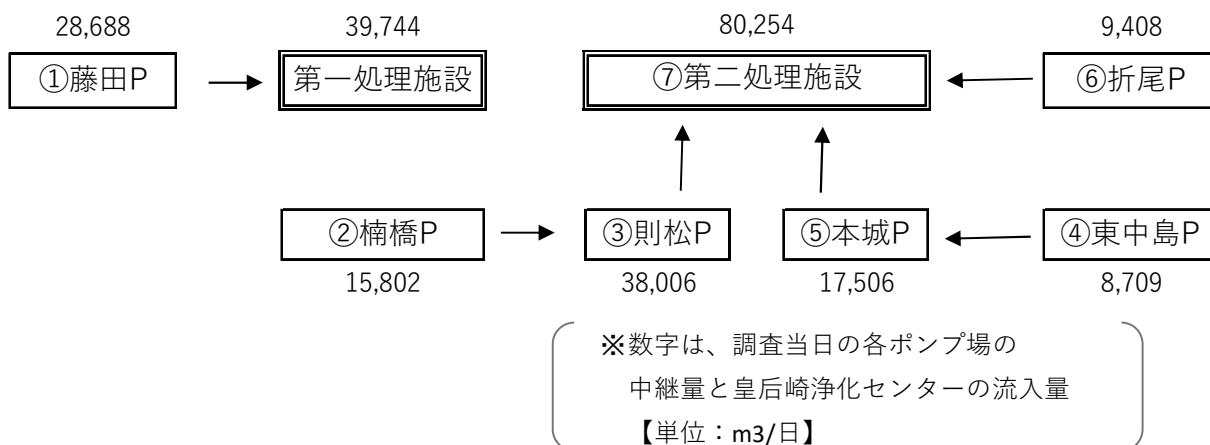 28,688
39,744
80,254
9,408
①藤田P
第一処理施設
⑦第二処理施設
⑥折尾P
②楠橋P
③則松P
⑤本城P
④東中島P
15,802
38,006
17,506
8,709
※数字は、調査当日の各ポンプ場の
中継量と皇后崎浄化センターの流入量
【単位：m3/日】